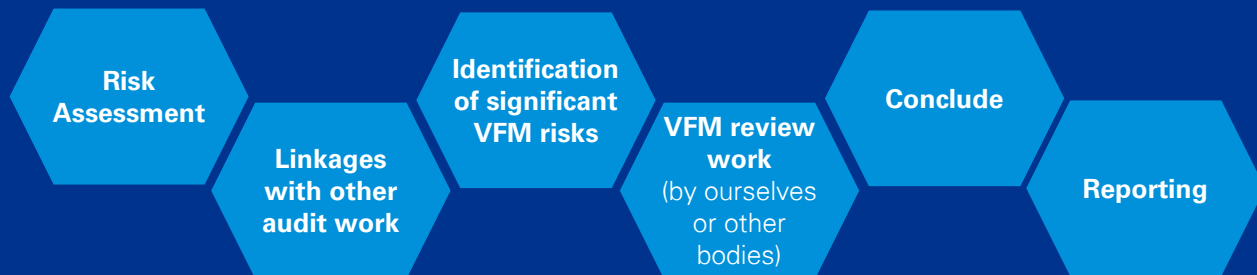 Risk
Assessment
Linkages
with other
audit work
Identification
of significant
VFM risks
VFM review
work
(by ourselves
or other
bodies)
Conclude
Reporting